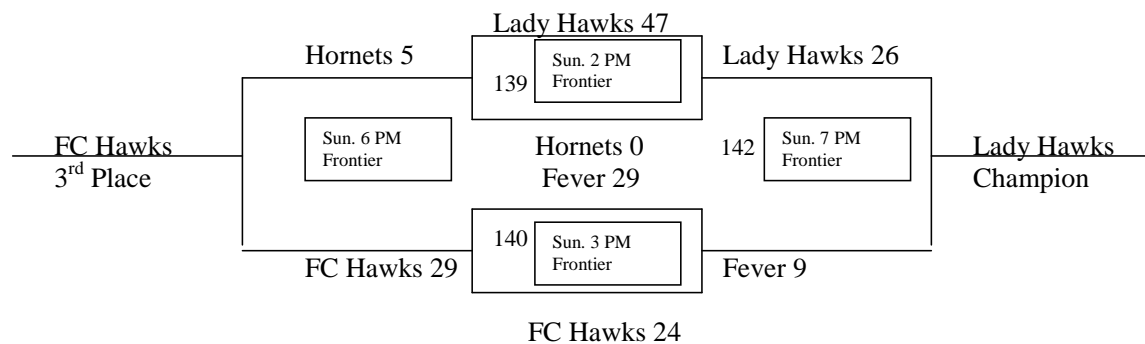 Lady Hawks 47
Hornets 5
Sun. 2 PM
Frontier
139
Lady Hawks 26
FC Hawks
3rd Place
Sun. 6 PM
Frontier
Hornets 0
Fever 29
142
Sun. 7 PM
Frontier
Lady Hawks
Champion
140
Sun. 3 PM
Frontier
FC Hawks 29
Fever 9
FC Hawks 24